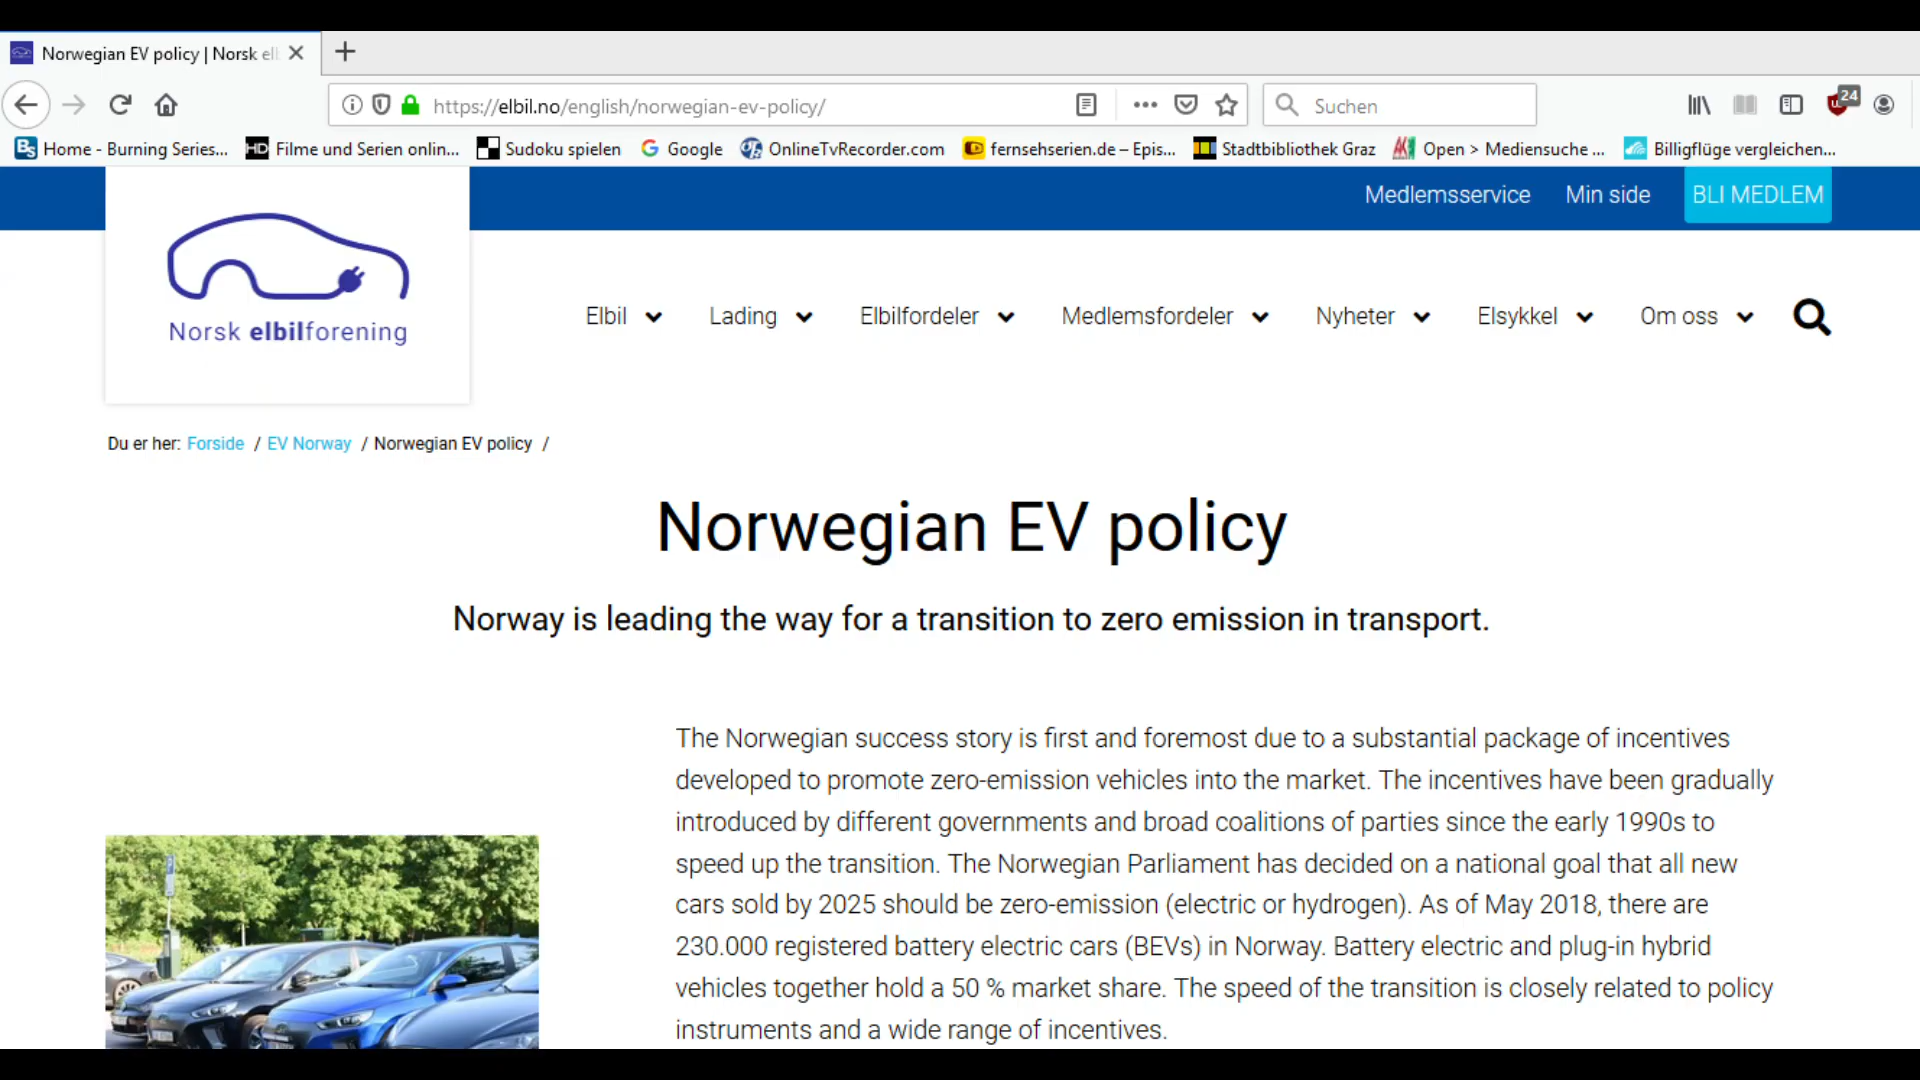 Norwegian EV policy | Norsk el
https://elbil.no/english/norwegian-ev-policy/
Suchen
24
Home - Burning Series...
Filme und Serien onlin...
Sudoku spielen
Google
OnlineTvRecorder.com
fernsehserien.de – Epis...
Stadtbibliothek Graz
Open > Mediensuche ...
Billigflüge vergleichen...
Medlemsservice
Min side
BLI MEDLEM
Norsk elbilforening
Elbil
Lading
Elbilfordeler
Medlemsfordeler
Nyheter
Elsykkel
Om oss
Du er her: Forside / EV Norway / Norwegian EV policy /
Norwegian EV policy
Norway is leading the way for a transition to zero emission in transport.
The Norwegian success story is first and foremost due to a substantial package of incentives
developed to promote zero-emission vehicles into the market. The incentives have been gradually
introduced by different governments and broad coalitions of parties since the early 1990s to
speed up the transition. The Norwegian Parliament has decided on a national goal that all new
cars sold by 2025 should be zero-emission (electric or hydrogen). As of May 2018, there are
230.000 registered battery electric cars (BEVs) in Norway. Battery electric and plug-in hybrid
vehicles together hold a 50 % market share. The speed of the transition is closely related to policy
instruments and a wide range of incentives.